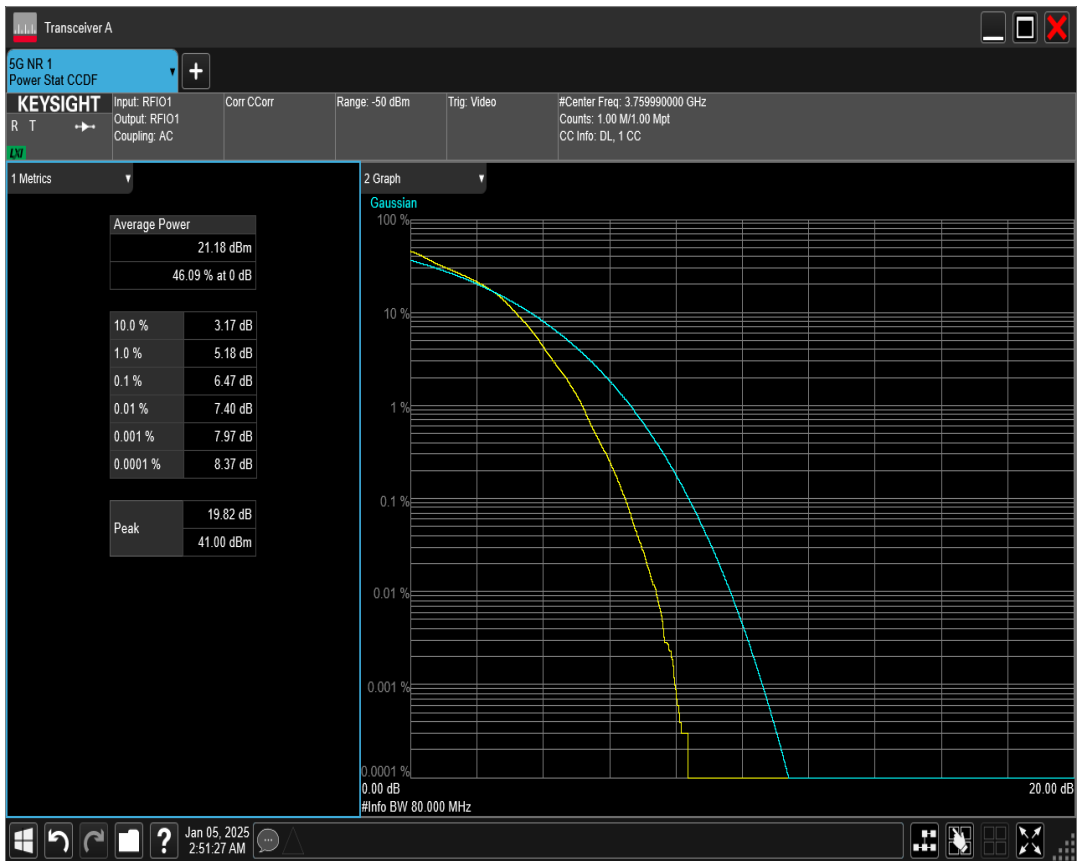 Transceiver A
5G NR 1
Power Stat CCDF
+
KEYSIGHT
R T
LXI
Input: RFIO1
Output: RFIO1
Coupling: AC
Corr CCorr
Range: -50 dBm
Trig: Video
#Center Freq: 3.759990000 GHz
Counts: 1.00 M/1.00 Mpt
CC Info: DL, 1 CC
1 Metrics
Average Power
21.18 dBm
46.09 % at 0 dB
10.0 % 3.17 dB
1.0 % 5.18 dB
0.1 % 6.47 dB
0.01 % 7.40 dB
0.001 % 7.97 dB
0.0001 % 8.37 dB
Peak
19.82 dB
41.00 dBm
2 Graph
Gaussian
100 %
10 %
1 %
0.1 %
0.01 %
0.001 %
0.0001 %
0.00 dB
20.00 dB
#Info BW 80.000 MHz
?
Jan 05, 2025
2:51:27 AM